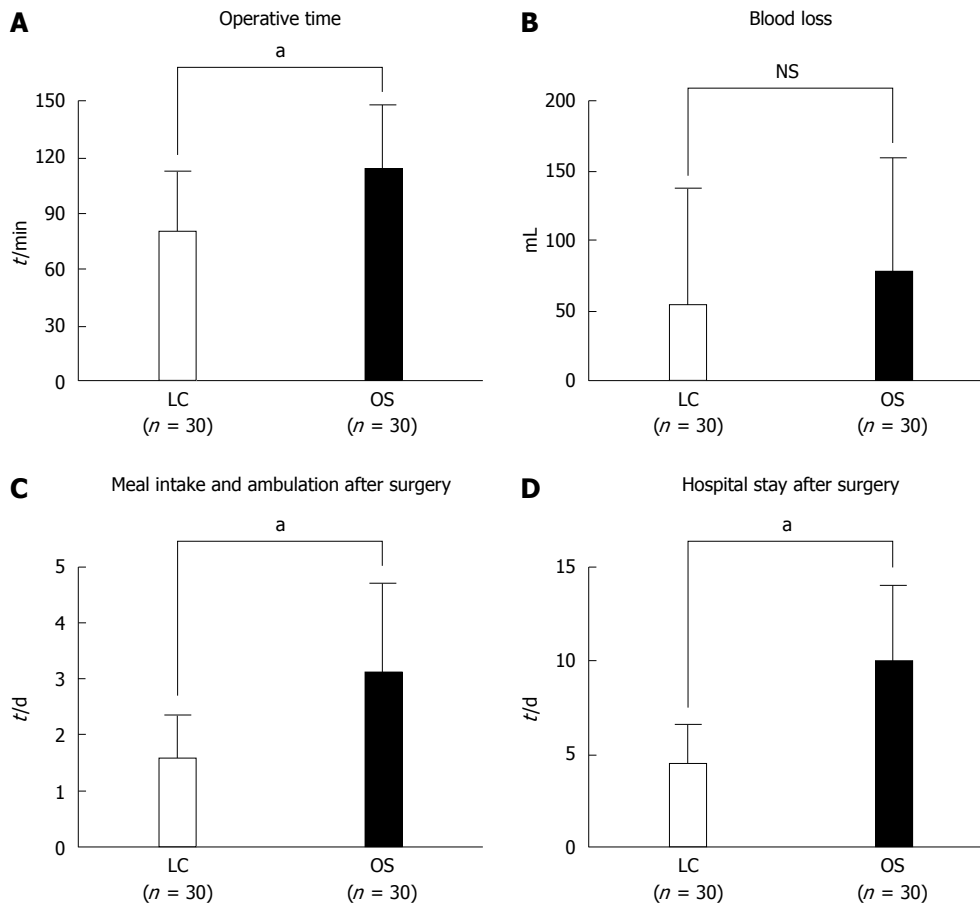 A
Operative time
a
150
120
90
60
30
0
t/min
LC
OS
(n = 30)
(n = 30)
B
Blood loss
NS
200
150
100
50
0
mL
LC
OS
(n = 30)
(n = 30)
C
Meal intake and ambulation after surgery
a
5
4
3
2
1
0
t/d
LC
OS
(n = 30)
(n = 30)
D
Hospital stay after surgery
a
15
10
5
0
t/d
LC
OS
(n = 30)
(n = 30)